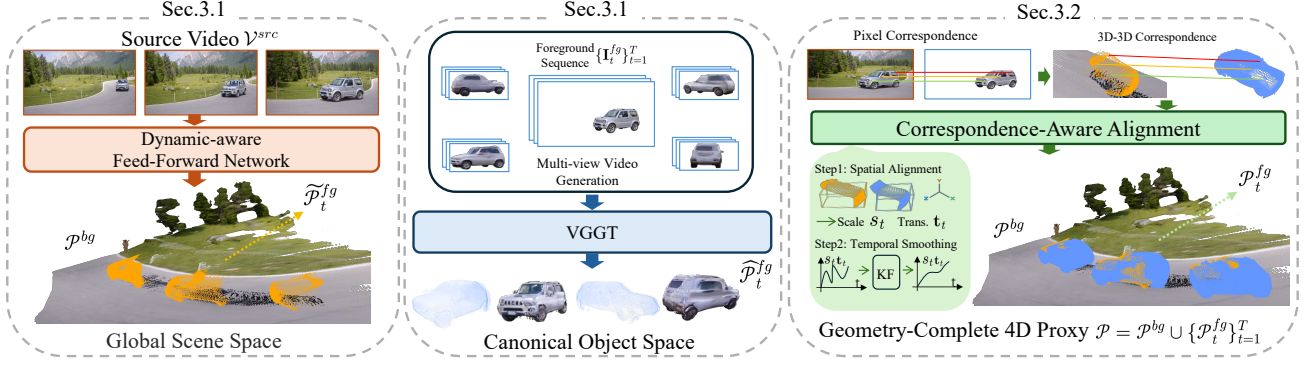 Sec.3.1
Source Video 𝒱^{src}
Dynamic-aware
Feed-Forward Network
\widetilde{𝒫}_t^{fg}
𝒫^{bg}
Global Scene Space
Sec.3.1
Foreground
Sequence {𝐈_t^{fg}}_{t=1}^T
Multi-view Video
Generation
VGGT
\widehat{𝒫}_t^{fg}
Canonical Object Space
Sec.3.2
Pixel Correspondence
3D-3D Correspondence
Correspondence-Aware Alignment
Step1: Spatial Alignment
Scale s_t Trans. 𝐭_t
Step2: Temporal Smoothing
s_t 𝐭_t
t
KF
s_t 𝐭_t
t
𝒫^{bg}
𝒫_t^{fg}
Geometry-Complete 4D Proxy 𝒫 = 𝒫^{bg} ∪ {𝒫_t^{fg}}_{t=1}^T